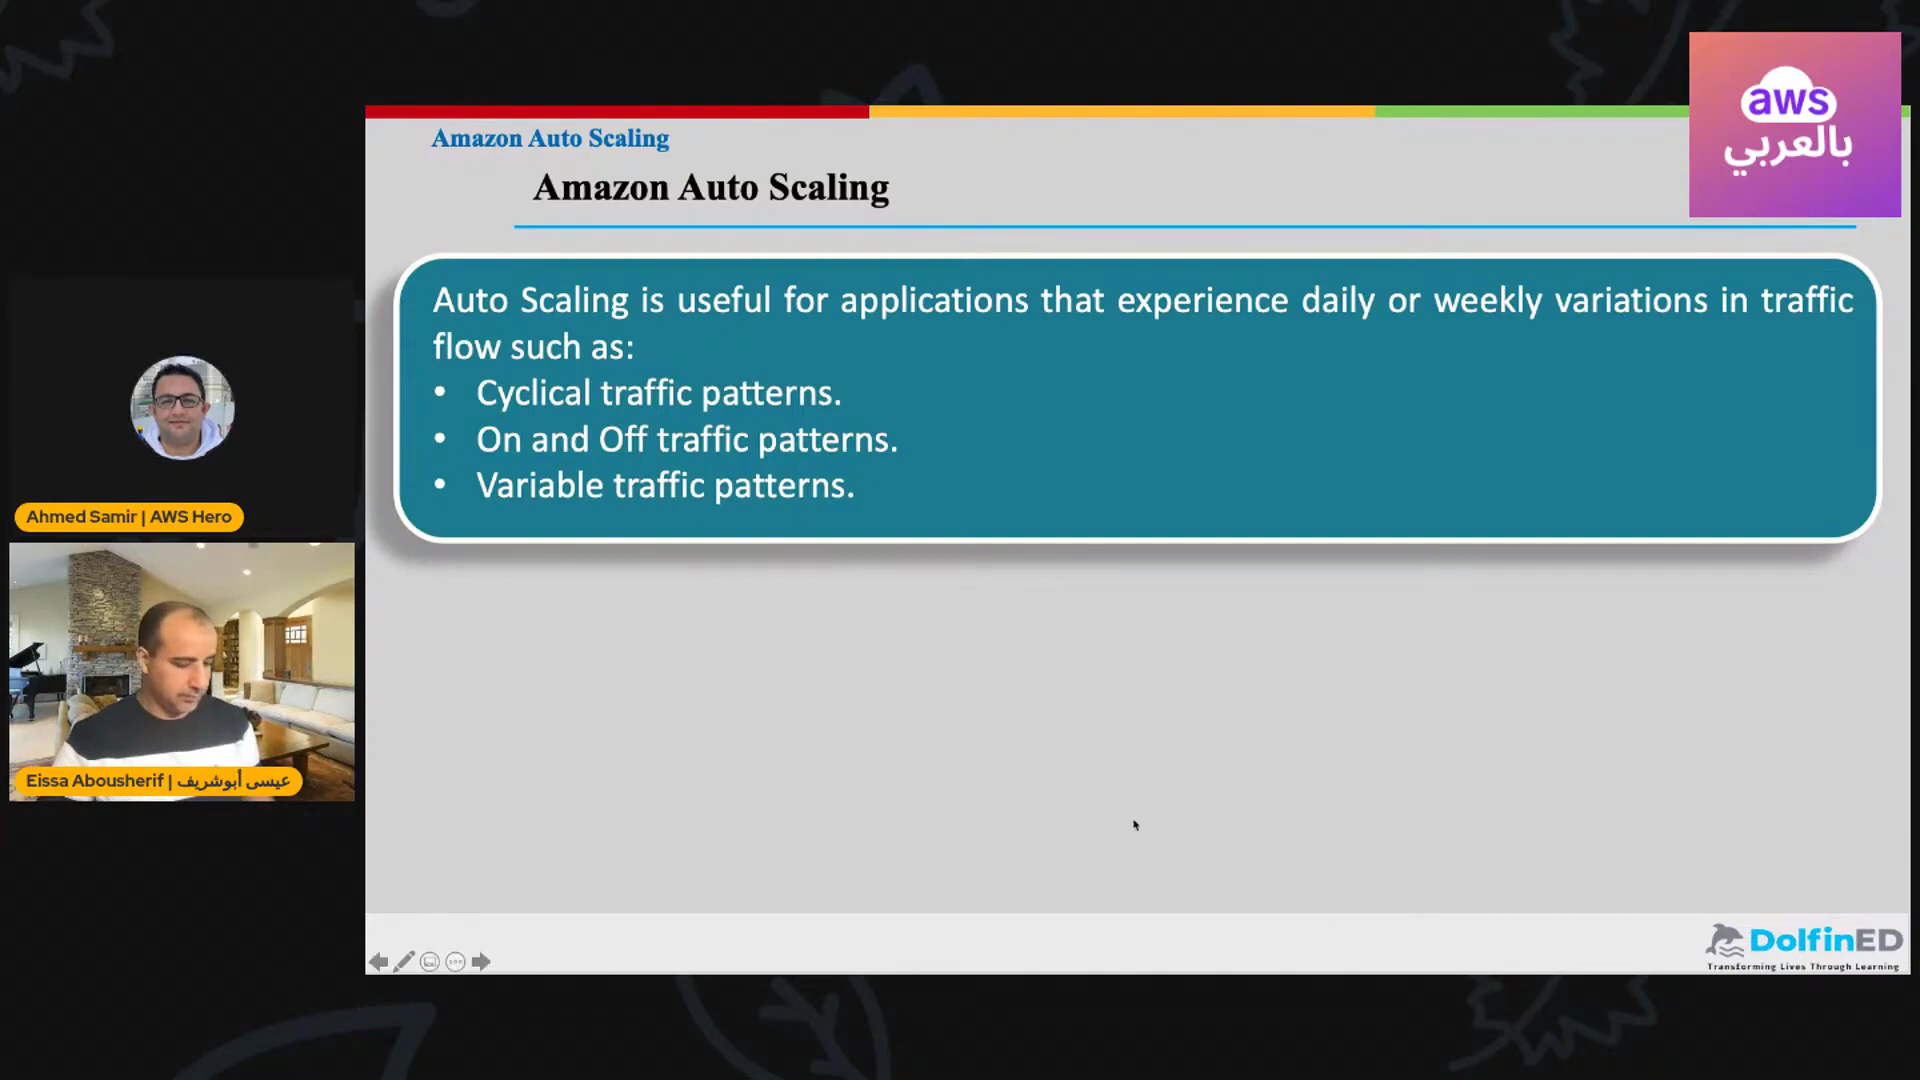 aws
بالعربي
Amazon Auto Scaling
Amazon Auto Scaling
Auto Scaling is useful for applications that experience daily or weekly variations in traffic
flow such as:
• Cyclical traffic patterns.
• On and Off traffic patterns.
• Variable traffic patterns.
Ahmed Samir | AWS Hero
Eissa Abousherif | عيسى أبوشريف
DolfinED
Transforming Lives Through Learning